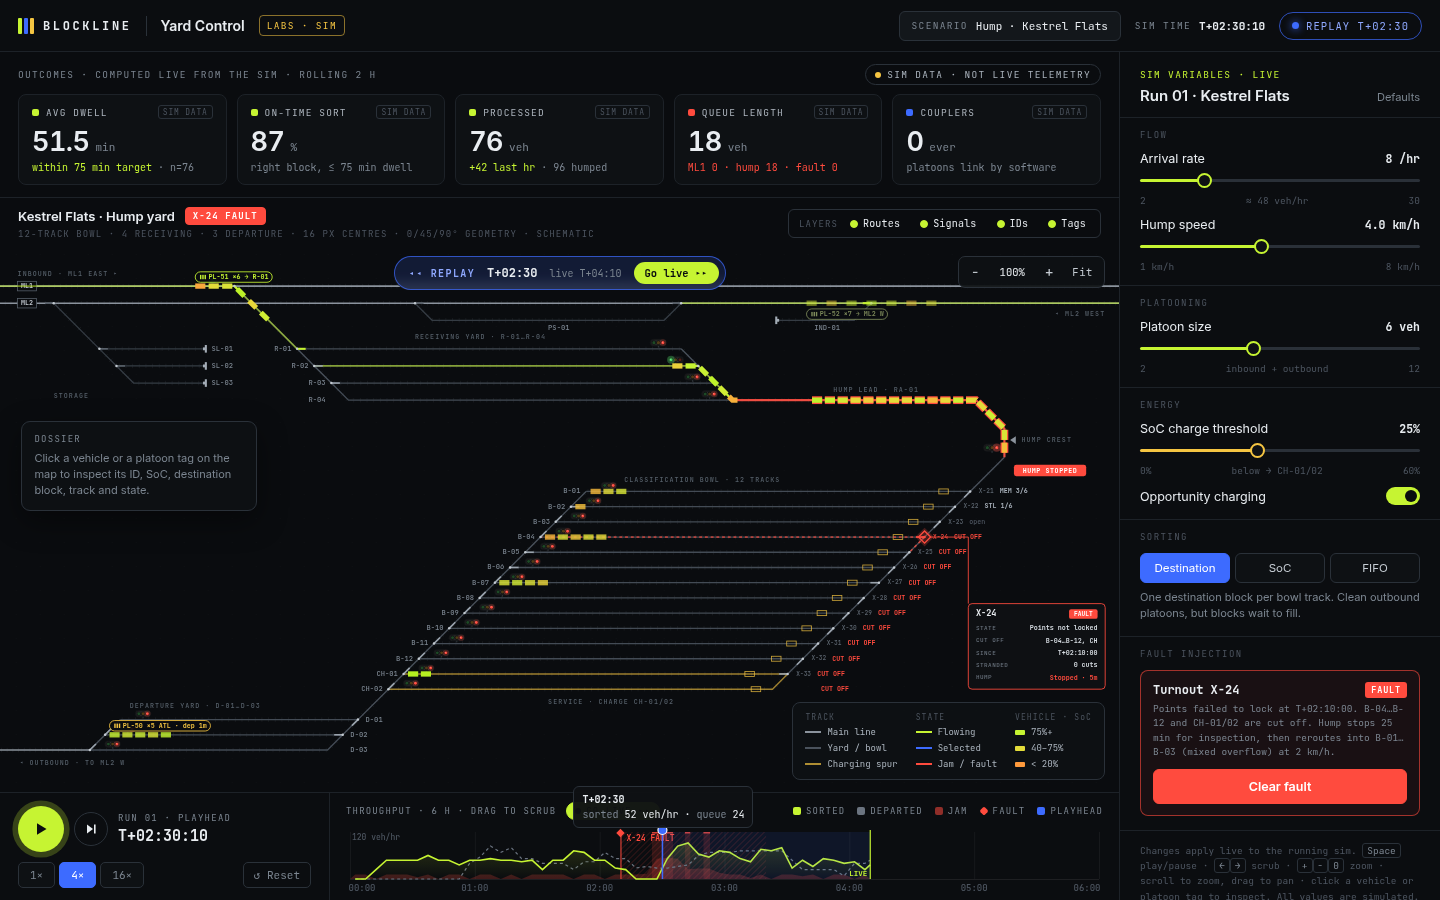 BLOCKLINE
Yard Control
LABS · SIM
SCENARIO Hump · Kestrel Flats
SIM TIME T+02:30:10
REPLAY T+02:30
OUTCOMES · COMPUTED LIVE FROM THE SIM · ROLLING 2 H
SIM DATA · NOT LIVE TELEMETRY
AVG DWELL SIM DATA
51.5 min
within 75 min target · n=76
ON-TIME SORT SIM DATA
87 %
right block, ≤ 75 min dwell
PROCESSED SIM DATA
76 veh
+42 last hr · 96 humped
QUEUE LENGTH SIM DATA
18 veh
ML1 0 · hump 18 · fault 0
COUPLERS SIM DATA
0 ever
platoons link by software
Kestrel Flats · Hump yard X-24 FAULT
12-TRACK BOWL · 4 RECEIVING · 3 DEPARTURE · 16 PX CENTRES · 0/45/90° GEOMETRY · SCHEMATIC
LAYERS Routes Signals IDs Tags
REPLAY T+02:30 live T+04:10 Go live
- 100% + Fit
INBOUND · ML1 EAST
PL-51 ×6 → R-01
ML1
ML2
PL-52 ×7 → ML2 W
ML2 WEST
PS-01
IND-01
RECEIVING YARD · R-01…R-04
SL-01
SL-02
SL-03
STORAGE
R-01
R-02
R-03
R-04
HUMP LEAD · RA-01
HUMP CREST
HUMP STOPPED
DOSSIER
Click a vehicle or a platoon tag on the
map to inspect its ID, SoC, destination
block, track and state.
CLASSIFICATION BOWL · 12 TRACKS
B-01 X-21 MEM 3/6
B-02 X-22 STL 1/6
B-03 X-23 open
B-04 X-24 CUT OFF
B-05 X-25 CUT OFF
B-06 X-26 CUT OFF
B-07 X-27 CUT OFF
B-08 X-28 CUT OFF
B-09 X-29 CUT OFF
B-10 X-30 CUT OFF
B-11 X-31 CUT OFF
B-12 X-32 CUT OFF
CH-01 X-33 CUT OFF
CH-02 CUT OFF
SERVICE · CHARGE CH-01/02
X-24 FAULT
STATE Points not locked
CUT OFF B-04…B-12, CH
SINCE T+02:10:00
STRANDED 0 cuts
HUMP Stopped · 5m
DEPARTURE YARD · D-01…D-03
PL-50 ×5 ATL · dep 1m
D-01
D-02
D-03
OUTBOUND · TO ML2 W
TRACK STATE VEHICLE · SoC
Main line Flowing 75%+
Yard / bowl Selected 40–75%
Charging spur Jam / fault < 20%
RUN 01 · PLAYHEAD
T+02:30:10
1× 4× 16×
↺ Reset
THROUGHPUT · 6 H · DRAG TO SCRUB
T+02:30
sorted 52 veh/hr · queue 24
SORTED DEPARTED JAM FAULT PLAYHEAD
120 veh/hr
X-24 FAULT
LIVE
00:00 01:00 02:00 03:00 04:00 05:00 06:00
SIM VARIABLES · LIVE
Run 01 · Kestrel Flats Defaults
FLOW
Arrival rate 8 /hr
2 ≈ 48 veh/hr 30
Hump speed 4.0 km/h
1 km/h 8 km/h
PLATOONING
Platoon size 6 veh
2 inbound + outbound 12
ENERGY
SoC charge threshold 25%
0% below → CH-01/02 60%
Opportunity charging
SORTING
Destination SoC FIFO
One destination block per bowl track. Clean outbound
platoons, but blocks wait to fill.
FAULT INJECTION
Turnout X-24 FAULT
Points failed to lock at T+02:10:00. B-04…B-
12 and CH-01/02 are cut off. Hump stops 25
min for inspection, then reroutes into B-01…
B-03 (mixed overflow) at 2 km/h.
Clear fault
Changes apply live to the running sim. Space
play/pause · ← → scrub · + - 0 zoom ·
scroll to zoom, drag to pan · click a vehicle or
platoon tag to inspect. All values are simulated.